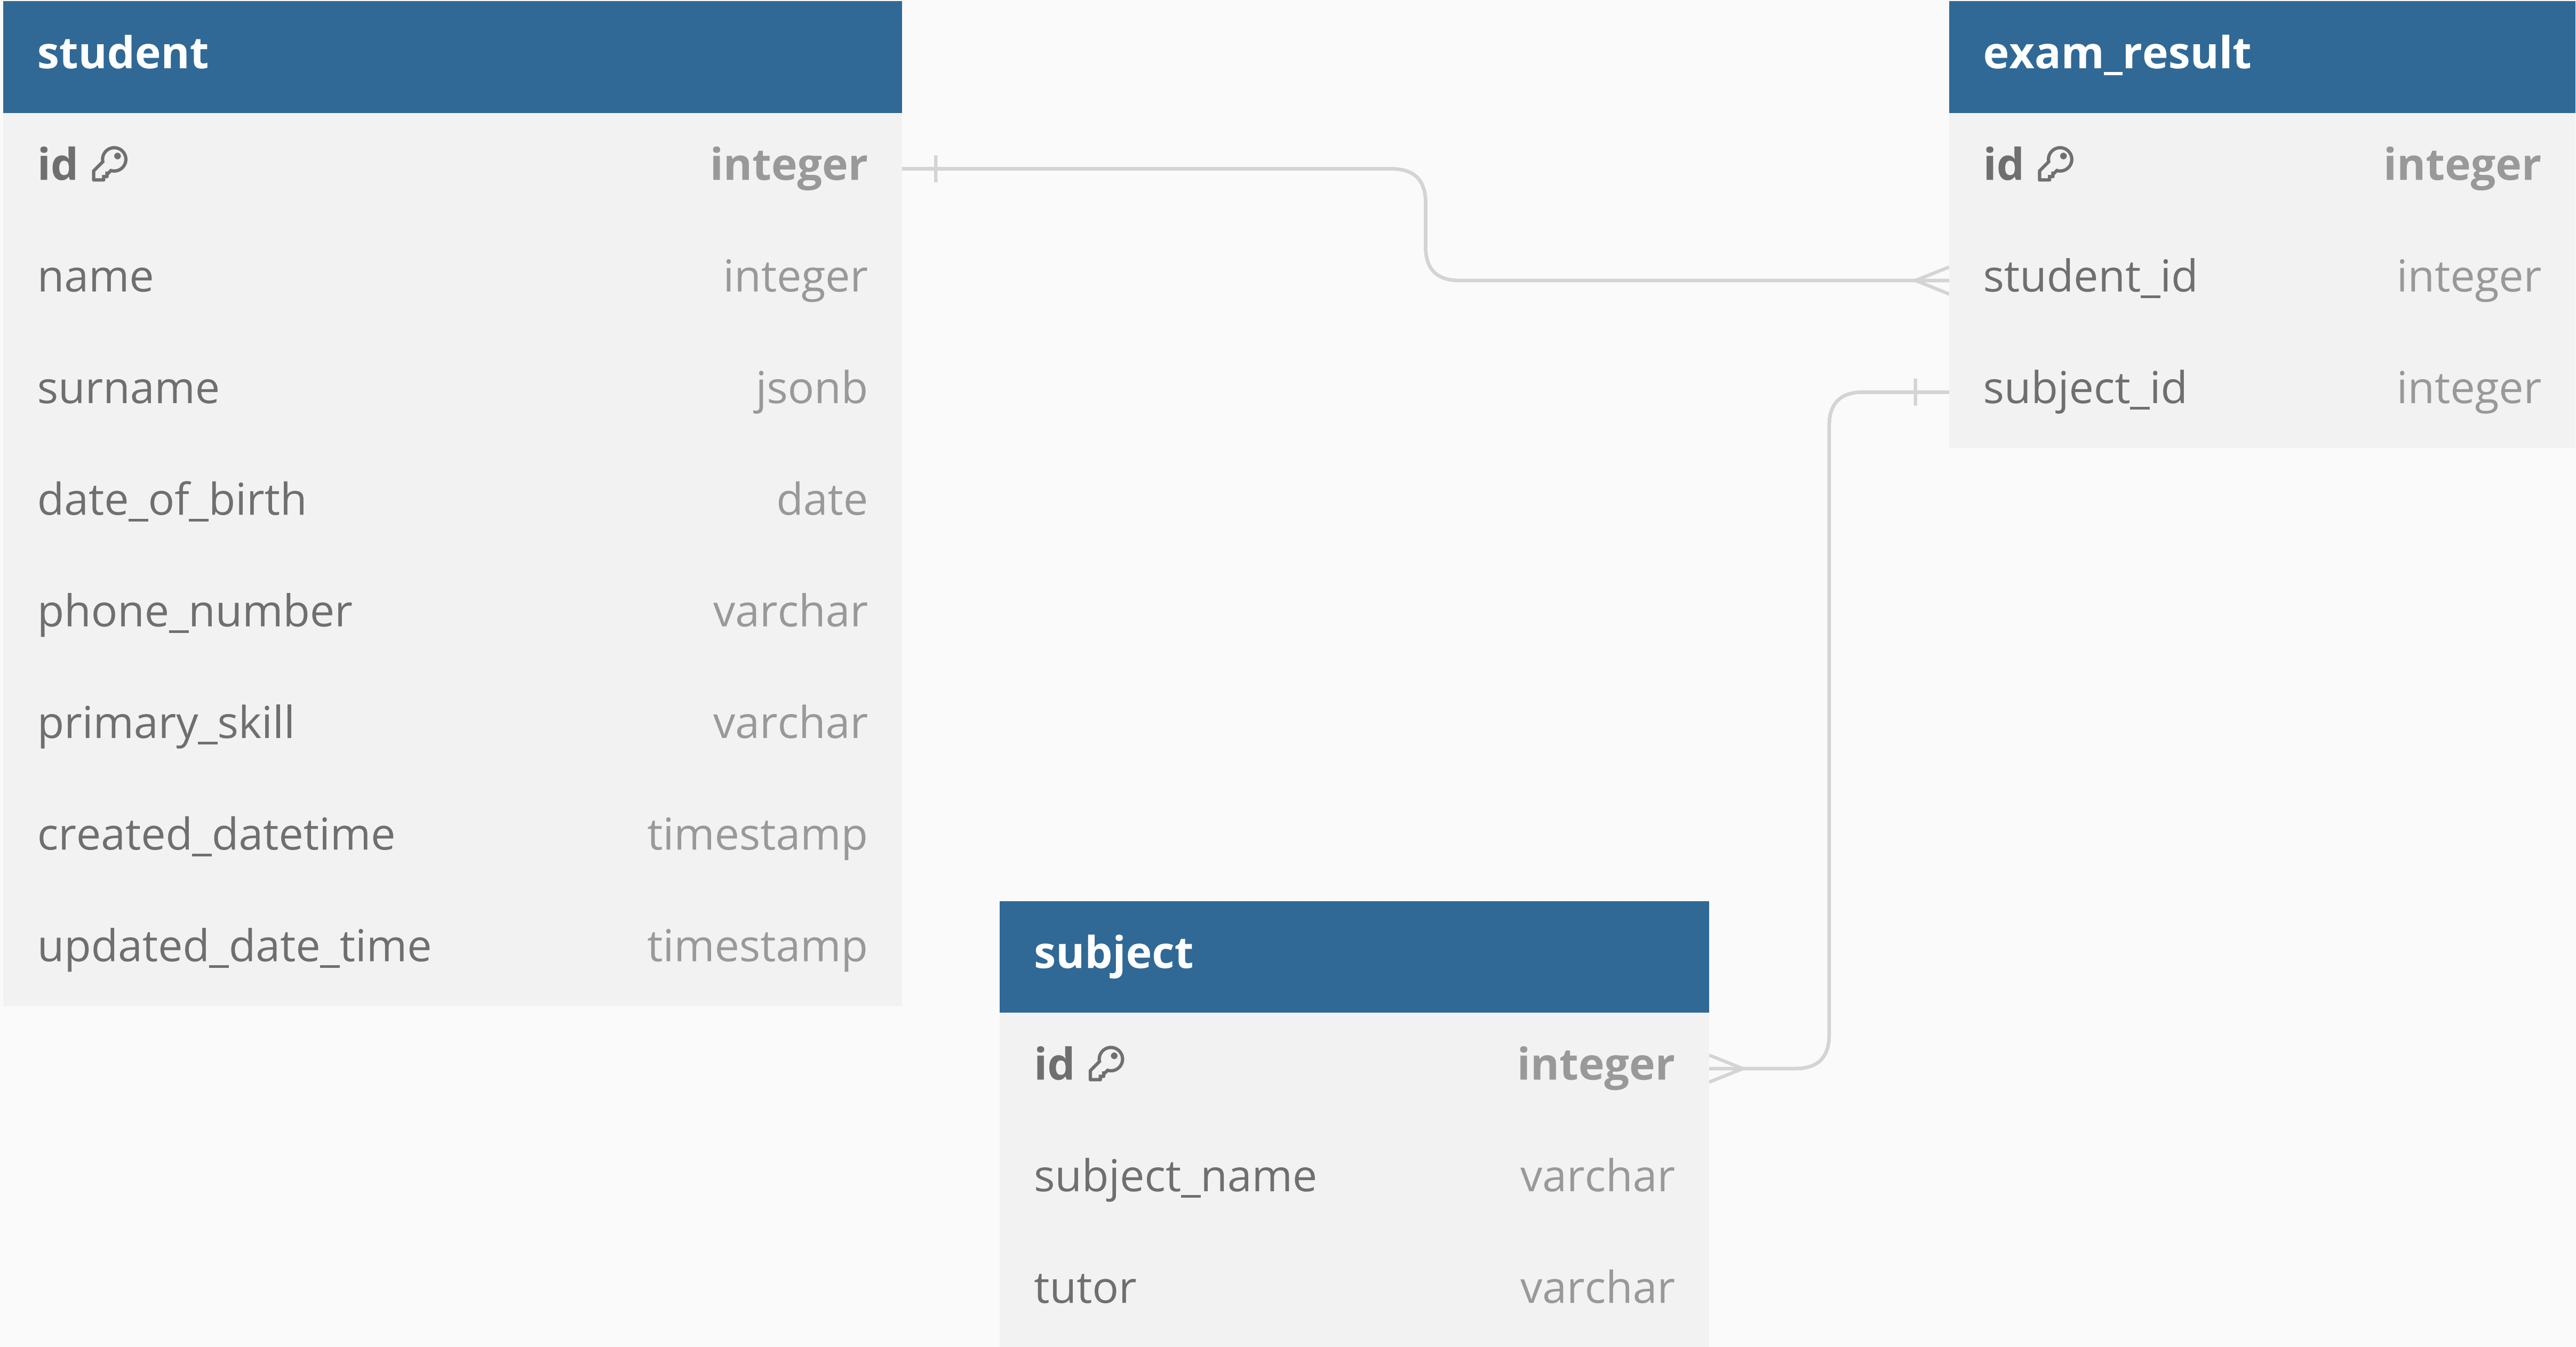 student
id integer
name integer
surname jsonb
date_of_birth date
phone_number varchar
primary_skill varchar
created_datetime timestamp
updated_date_time timestamp
exam_result
id integer
student_id integer
subject_id integer
subject
id integer
subject_name varchar
tutor varchar